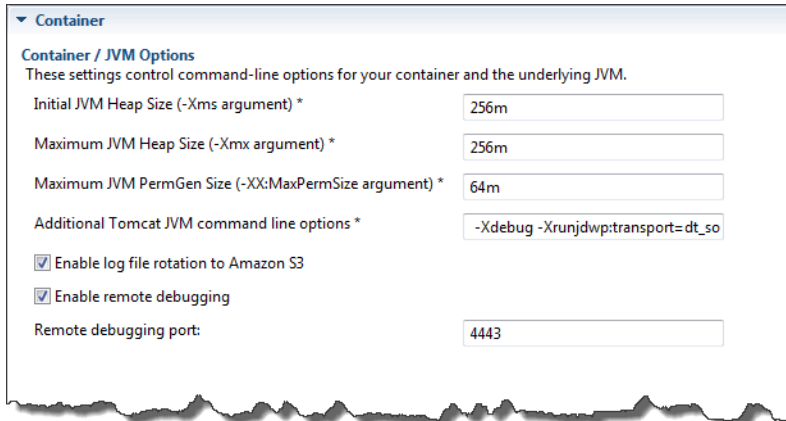 Container
Container / JVM Options
These settings control command-line options for your container and the underlying JVM.
Initial JVM Heap Size (-Xms argument) * 256m
Maximum JVM Heap Size (-Xmx argument) * 256m
Maximum JVM PermGen Size (-XX:MaxPermSize argument) * 64m
Additional Tomcat JVM command line options * -Xdebug -Xrunjdwp:transport=dt_so
Enable log file rotation to Amazon S3
Enable remote debugging
Remote debugging port: 4443